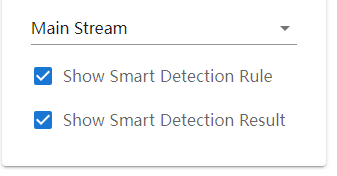 Main Stream
Show Smart Detection Rule
Show Smart Detection Result